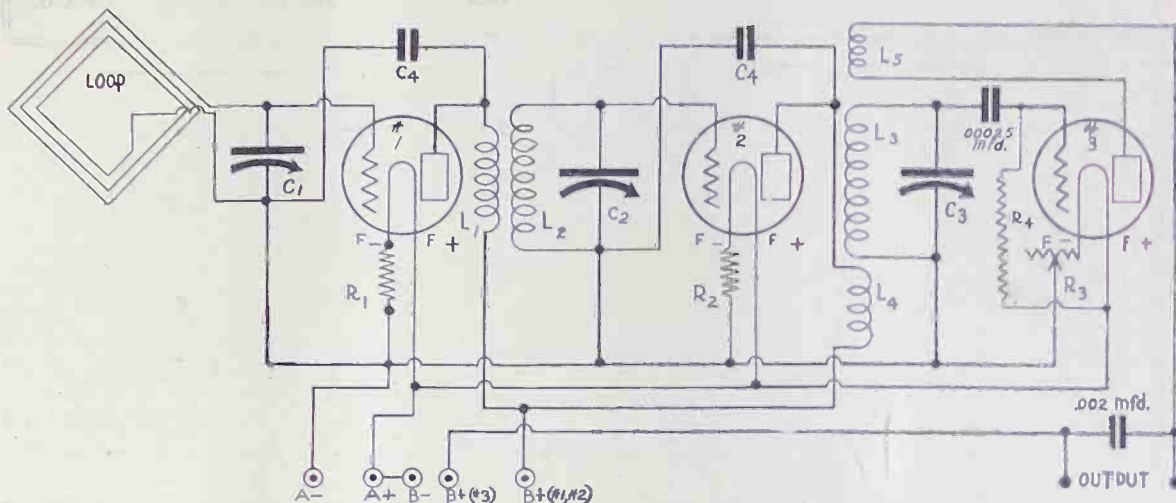 LOOP
C4
C4
L5
.00025
mfd.
#
1
#
2
#
3
L3
C1
L1
L2
C2
C3
R4
F- F +
F- F +
F- F +
R1
R2
L4
R3
.002 mfd.
A- A+ B- B+(#3) B+(#1,#2)
OUTPUT